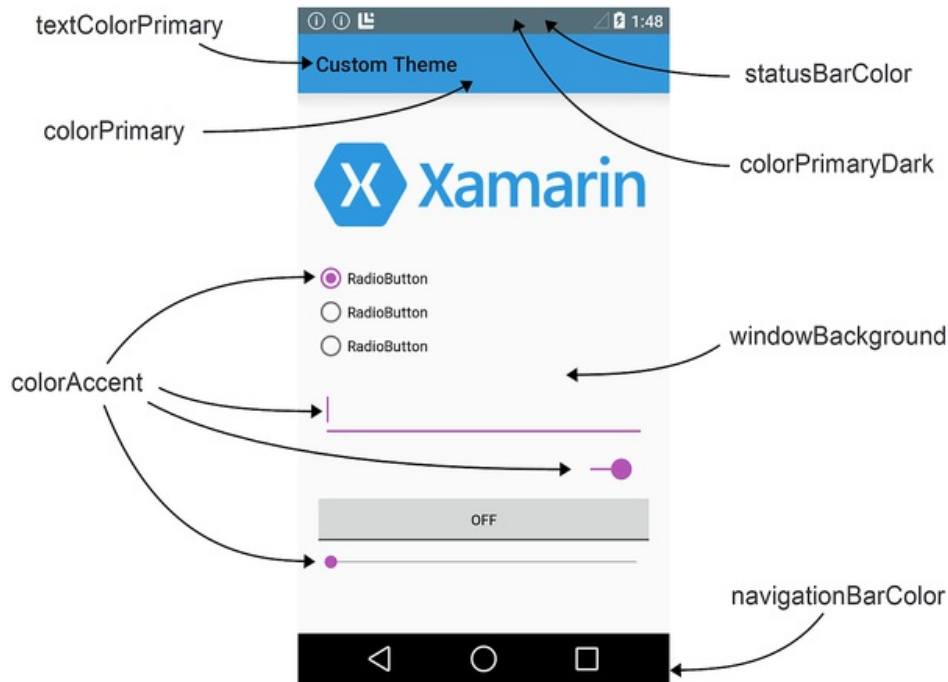 textColorPrimary
1:48
Custom Theme
statusBarColor
colorPrimary
colorPrimaryDark
Xamarin
RadioButton
RadioButton
RadioButton
windowBackground
colorAccent
OFF
navigationBarColor